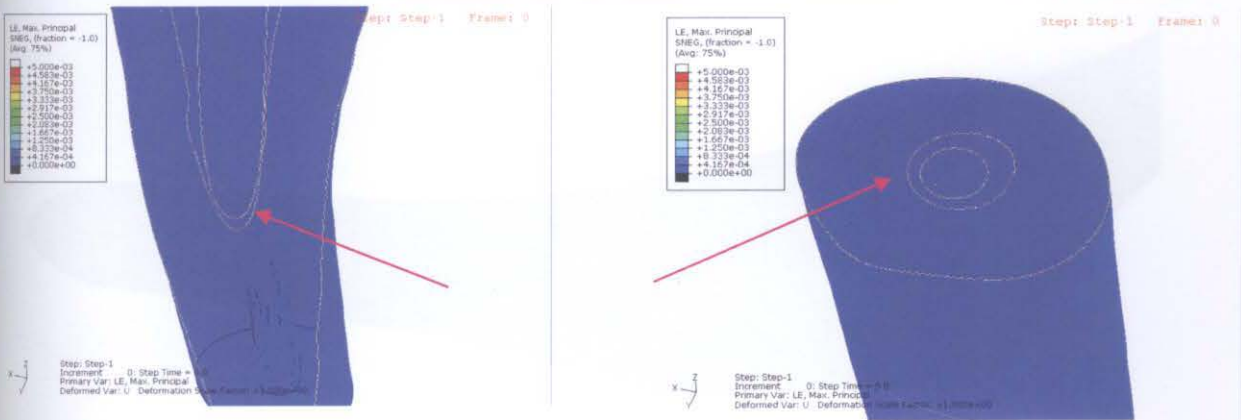 Step: Step-1 Frame: 0
LE, Max. Principal
SNEG, (fraction = -1.0)
(Avg: 75%)
+5.000e-03
+4.583e-03
+4.167e-03
+3.750e-03
+3.333e-03
+2.917e-03
+2.500e-03
+2.083e-03
+1.667e-03
+1.250e-03
+8.333e-04
+4.167e-04
+0.000e+00
Z
X
Y
Step: Step-1
Increment 0: Step Time =
Primary Var: LE, Max. Principal
Deformed Var: U Deformation Scale Factor:
Step: Step-1 Frame: 0
LE, Max. Principal
SNEG, (fraction = -1.0)
(Avg: 75%)
+5.000e-03
+4.583e-03
+4.167e-03
+3.750e-03
+3.333e-03
+2.917e-03
+2.500e-03
+2.083e-03
+1.667e-03
+1.250e-03
+8.333e-04
+4.167e-04
+0.000e+00
Z
X
Y
Step: Step-1
Increment 0: Step Time =
Primary Var: LE, Max. Principal
Deformed Var: U Deformation Scale Factor: +1.000e+00